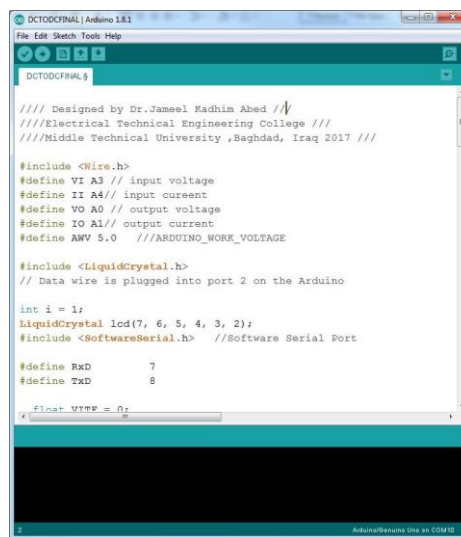 DCTODCFINAL | Arduino 1.8.1
File Edit Sketch Tools Help
DCTODCFINAL §
//// Designed by Dr.Jameel Kadhim Abed ///
////Electrical Technical Engineering College ///
////Middle Technical University ,Baghdad, Iraq 2017 ///
#include <Wire.h>
#define VI A3 // input voltage
#define II A4// input cureent
#define VO A0 // output voltage
#define IO A1// output current
#define AWV 5.0 ///ARDUINO_WORK_VOLTAGE
#include <LiquidCrystal.h>
// Data wire is plugged into port 2 on the Arduino
int i = 1;
LiquidCrystal lcd(7, 6, 5, 4, 3, 2);
#include <SoftwareSerial.h> //Software Serial Port
#define RxD 7
#define TxD 8
float = 0;
2
Arduino/Genuino Uno on COM10